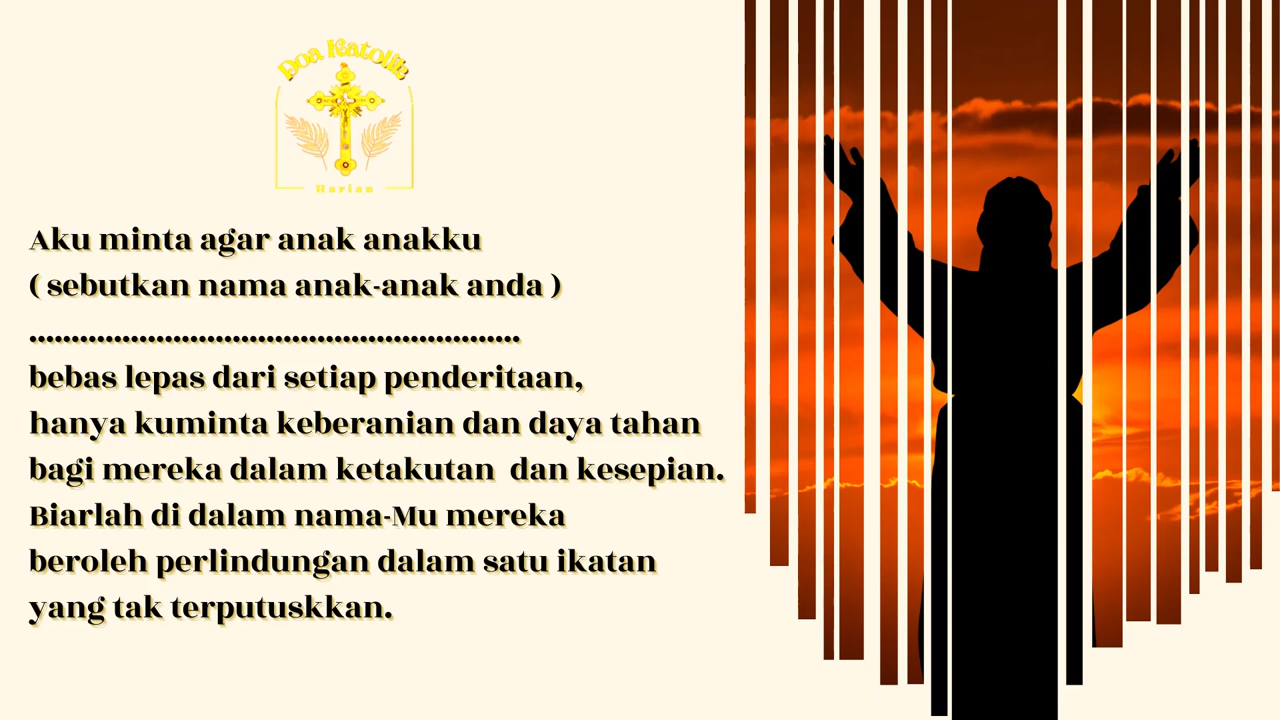 Doa Katolik
Harian
Aku minta agar anak anakku
( sebutkan nama anak-anak anda )
..........................................................
bebas lepas dari setiap penderitaan,
hanya kuminta keberanian dan daya tahan
bagi mereka dalam ketakutan  dan kesepian.
Biarlah di dalam nama-Mu mereka
beroleh perlindungan dalam satu ikatan
yang tak terputuskkan.